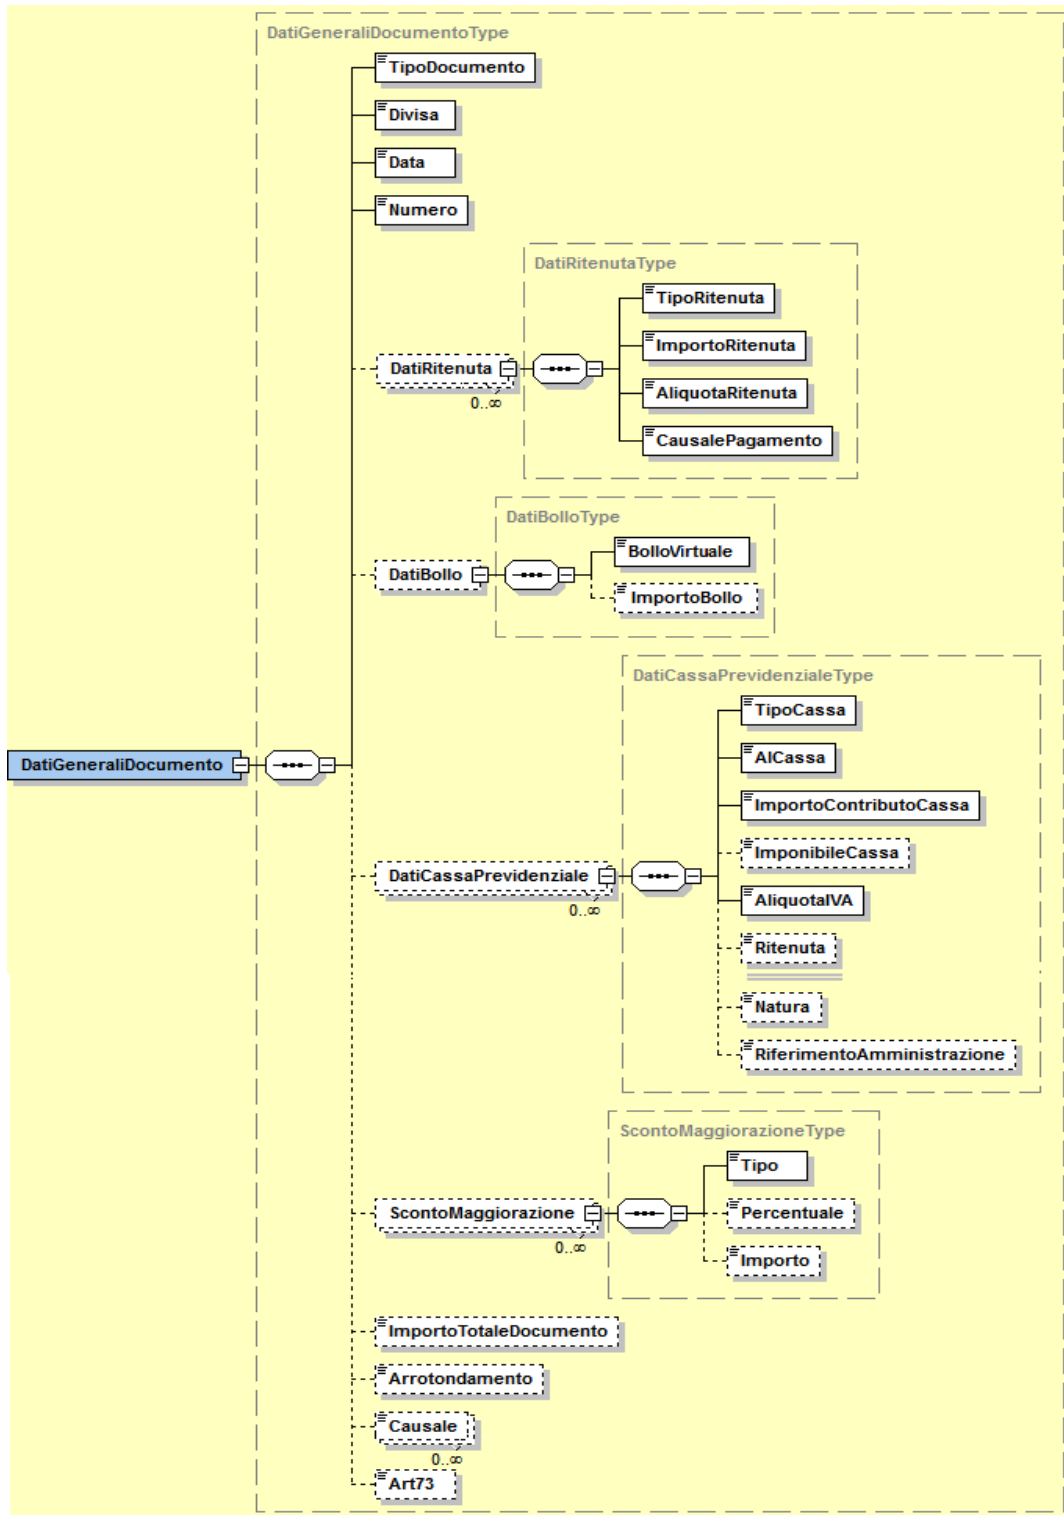 DatiGeneraliDocumentoType
TipoDocumento
Divisa
Data
Numero
DatiRitenutaType
TipoRitenuta
ImportoRitenuta
DatiRitenuta
0..∞
AliquotaRitenuta
CausalePagamento
DatiBolloType
BolloVirtuale
DatiBollo
ImportoBollo
DatiCassaPrevidenzialeType
TipoCassa
AlCassa
DatiGeneraliDocumento
ImportoContributoCassa
ImponibileCassa
DatiCassaPrevidenziale
0..∞
AliquotaIVA
Ritenuta
Natura
RiferimentoAmministrazione
ScontoMaggiorazioneType
Tipo
ScontoMaggiorazione
0..∞
Percentuale
Importo
ImportoTotaleDocumento
Arrotondamento
Causale
0..∞
Art73